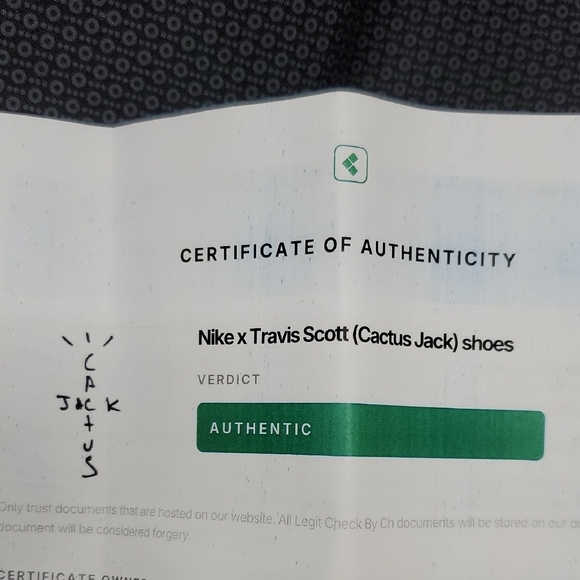 CERTIFICATE OF AUTHENTICITY
Nike x Travis Scott (Cactus Jack) shoes
VERDICT
AUTHENTIC
CACTUS
JACK
Only trust documents that are hosted on our website. All Legit Check By Ch documents will be stored on our
document will be considered forgery.
CERTIFICATE